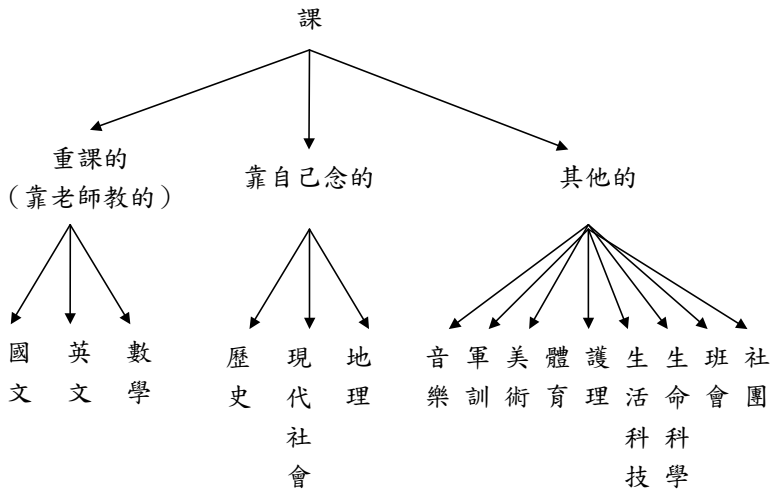 課
重課的
（靠老師教的）
靠自己念的
其他的
國文
英文
數學
歷史
現代社會
地理
音樂
軍訓
美術
體育
護理
生活科技
生命科學
班會
社團